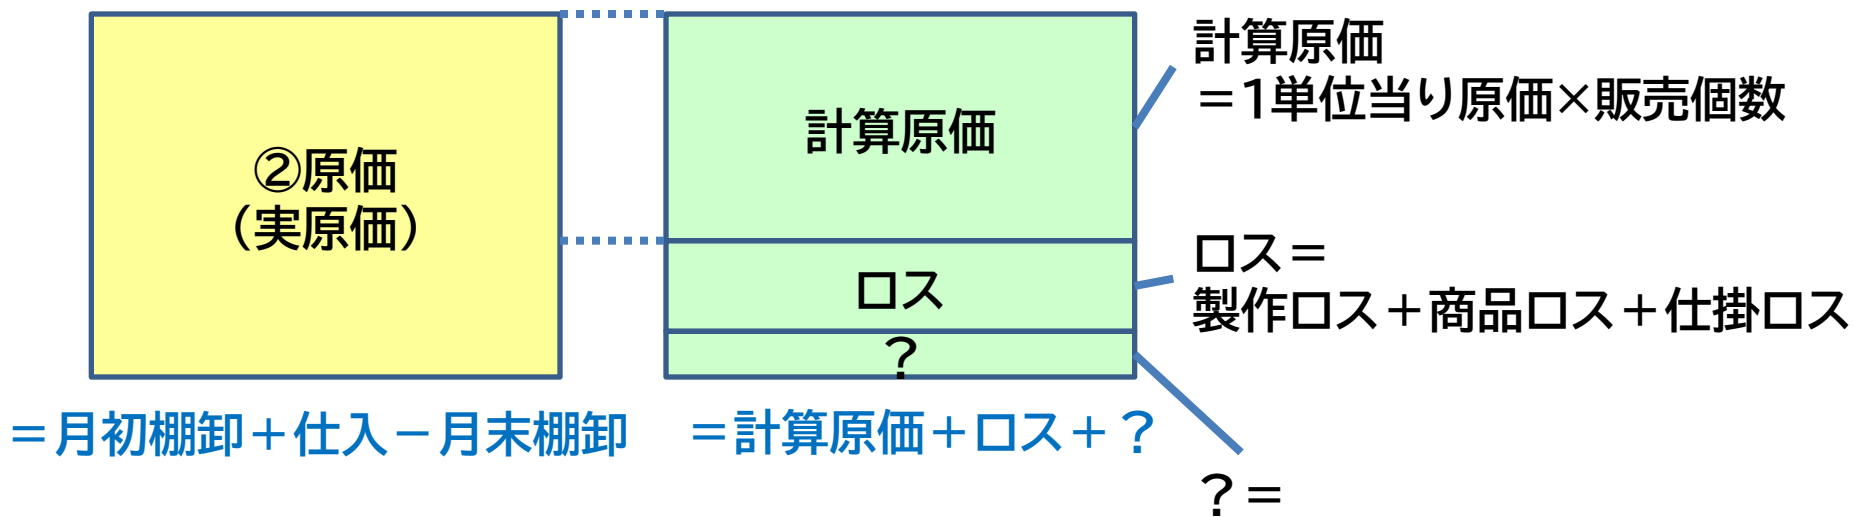 ②原価
（実原価）
＝月初棚卸＋仕入－月末棚卸
計算原価
ロス
？
＝計算原価＋ロス＋？
計算原価
＝1単位当り原価×販売個数
ロス＝
製作ロス＋商品ロス＋仕掛ロス
？＝